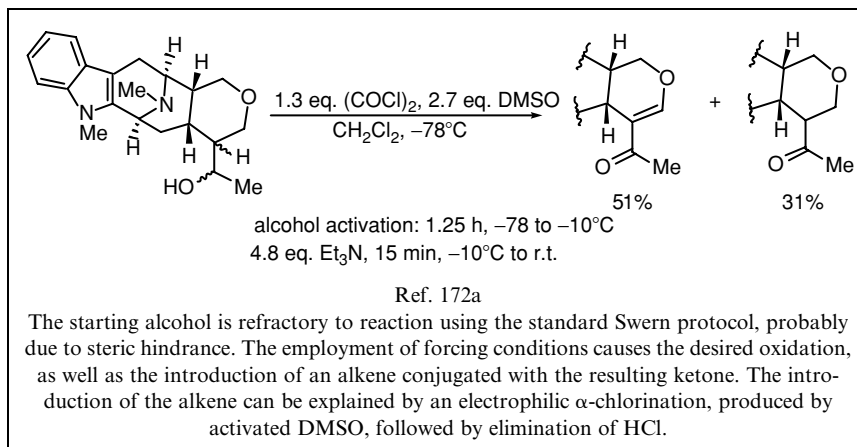 H
H
O
MeN
N
Me
H
H
H
HO
Me
1.3 eq. (COCl)2, 2.7 eq. DMSO
CH2Cl2, –78°C
H
O
H
O
Me
51%
+
H
O
H
O
Me
31%
alcohol activation: 1.25 h, –78 to –10°C
4.8 eq. Et3N, 15 min, –10°C to r.t.
Ref. 172a
The starting alcohol is refractory to reaction using the standard Swern protocol, probably
due to steric hindrance. The employment of forcing conditions causes the desired oxidation,
as well as the introduction of an alkene conjugated with the resulting ketone. The intro-
duction of the alkene can be explained by an electrophilic α-chlorination, produced by
activated DMSO, followed by elimination of HCl.